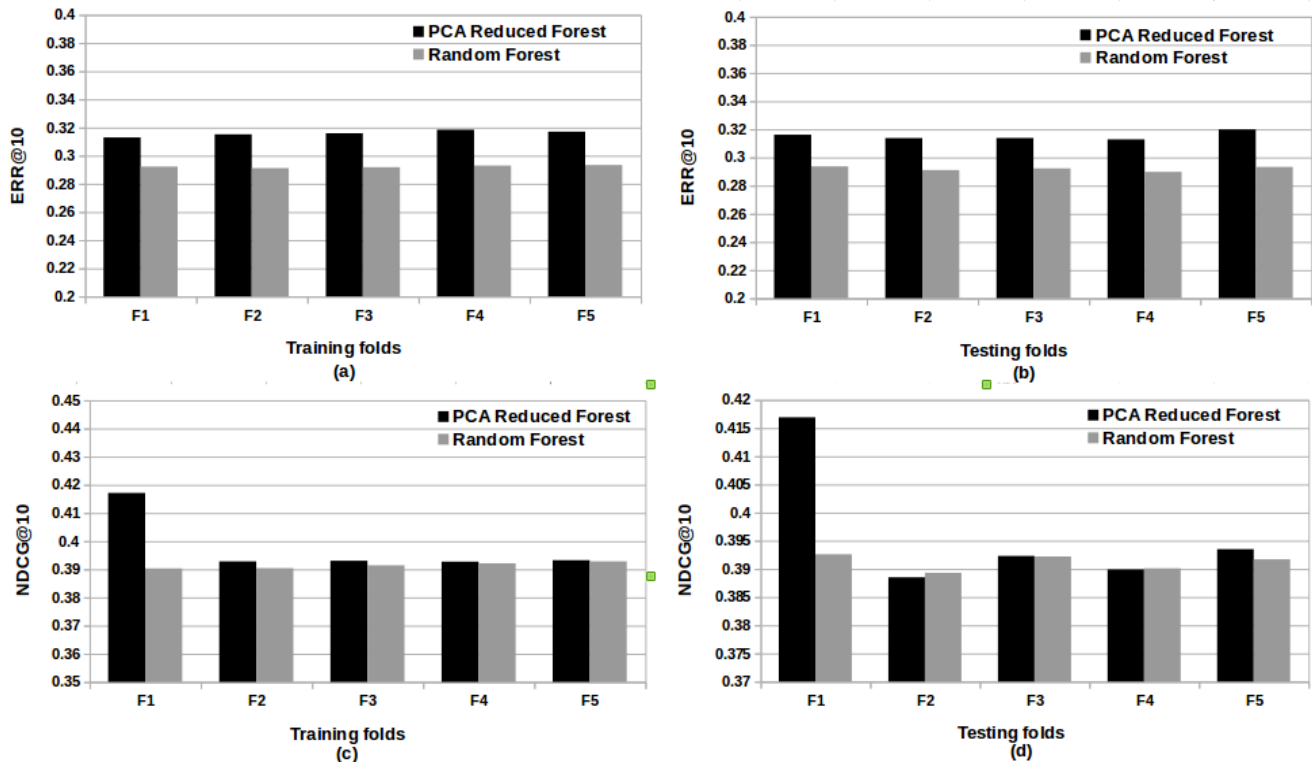 0.4
0.38
0.36
0.34
0.32
0.3
0.28
0.26
0.24
0.22
0.2
ERR@10
PCA Reduced Forest
Random Forest
F1 F2 F3 F4 F5
Training folds
(a)
0.4
0.38
0.36
0.34
0.32
0.3
0.28
0.26
0.24
0.22
0.2
ERR@10
PCA Reduced Forest
Random Forest
F1 F2 F3 F4 F5
Testing folds
(b)
0.45
0.44
0.43
0.42
0.41
0.4
0.39
0.38
0.37
0.36
0.35
NDCG@10
PCA Reduced Forest
Random Forest
F1 F2 F3 F4 F5
Training folds
(c)
0.42
0.415
0.41
0.405
0.4
0.395
0.39
0.385
0.38
0.375
0.37
NDCG@10
PCA Reduced Forest
Random Forest
F1 F2 F3 F4 F5
Testing folds
(d)